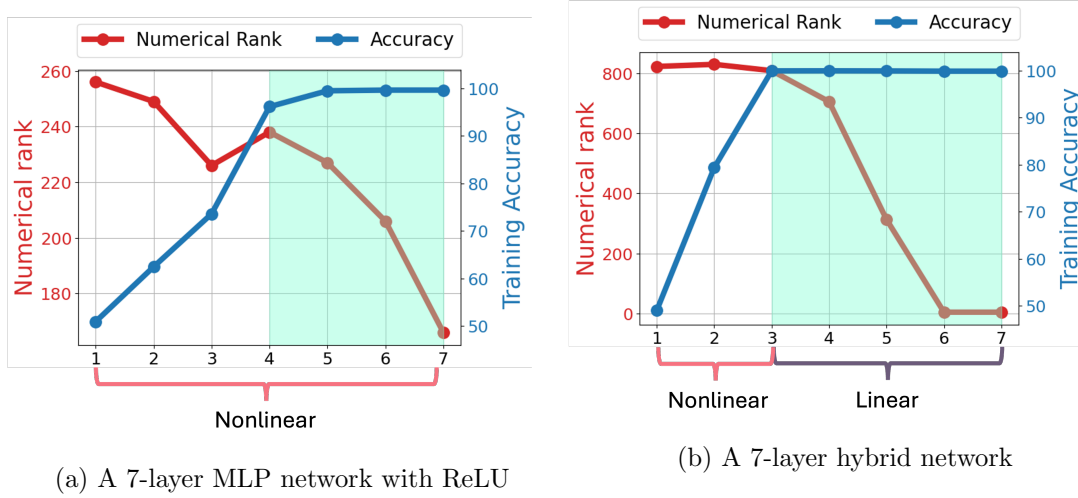 Numerical Rank Accuracy
260
240
220
200
180
Numerical rank
100
90
80
70
60
50
Training Accuracy
1 2 3 4 5 6 7
Nonlinear
(a) A 7-layer MLP network with ReLU
Numerical Rank Accuracy
800
600
400
200
0
Numerical rank
100
90
80
70
60
50
Training Accuracy
1 2 3 4 5 6 7
Nonlinear Linear
(b) A 7-layer hybrid network